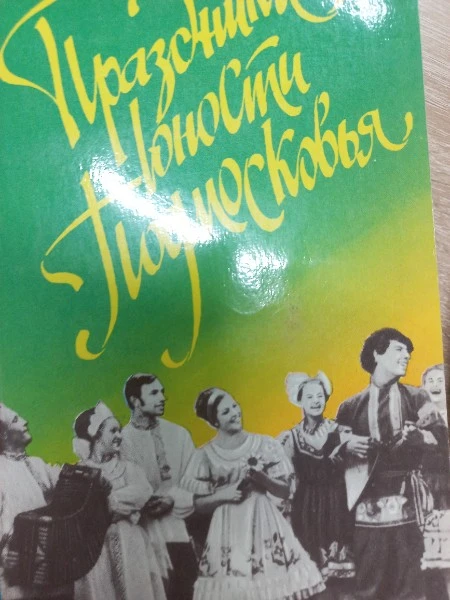 Праздники
юности
Подмосковья